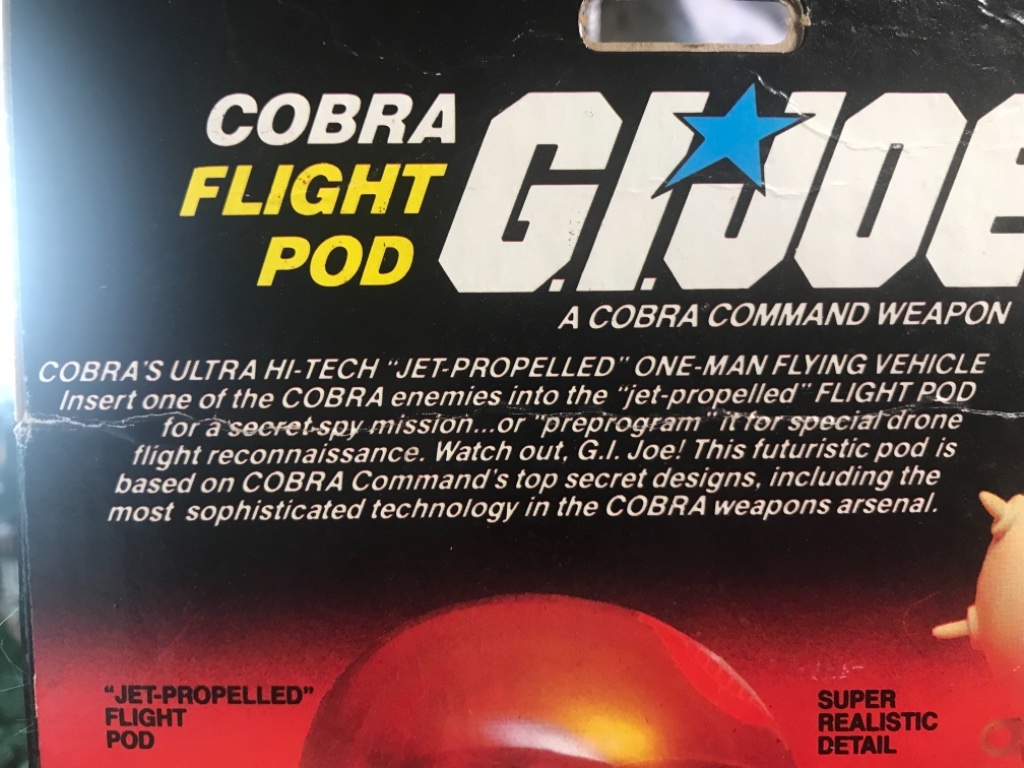 COBRA
FLIGHT
POD
G.I.JOE
A COBRA COMMAND WEAPON
COBRA'S ULTRA HI-TECH "JET-PROPELLED" ONE-MAN FLYING VEHICLE
Insert one of the COBRA enemies into the "jet-propelled" FLIGHT POD
for a secret spy mission...or "preprogram" it for special drone
flight reconnaissance. Watch out, G.I. Joe! This futuristic pod is
based on COBRA Command's top secret designs, including the
most sophisticated technology in the COBRA weapons arsenal.
"JET-PROPELLED"
FLIGHT
POD
SUPER
REALISTIC
DETAIL